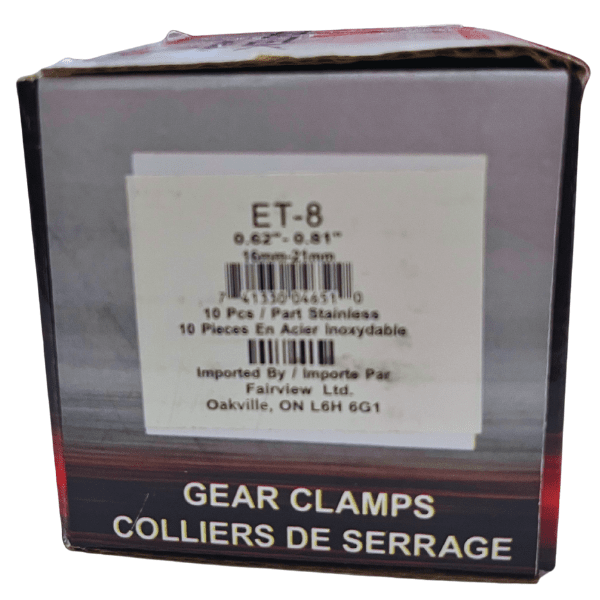 ET-8
0.62"- 0.81"
16mm-21mm
7 41330 04651 0
10 Pcs / Part Stainless
10 Pieces En Acier Inoxydable
Imported By / Importe Par
Fairview Ltd.
Oakville, ON L6H 6G1
GEAR CLAMPS
COLLIERS DE SERRAGE